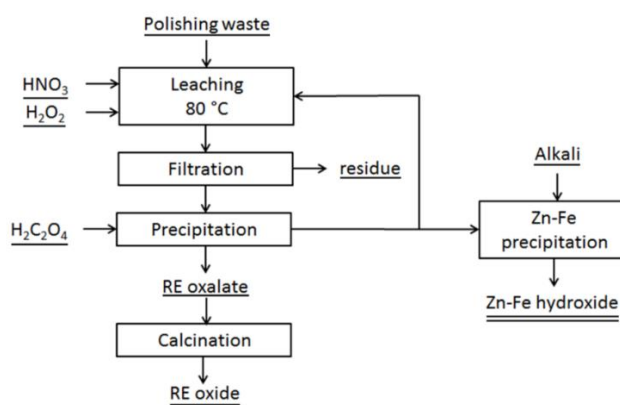 Polishing waste
HNO₃
H₂O₂
Leaching
80 °C
Filtration
residue
Alkali
H₂C₂O₄
Precipitation
Zn-Fe
precipitation
RE oxalate
Zn-Fe hydroxide
Calcination
RE oxide